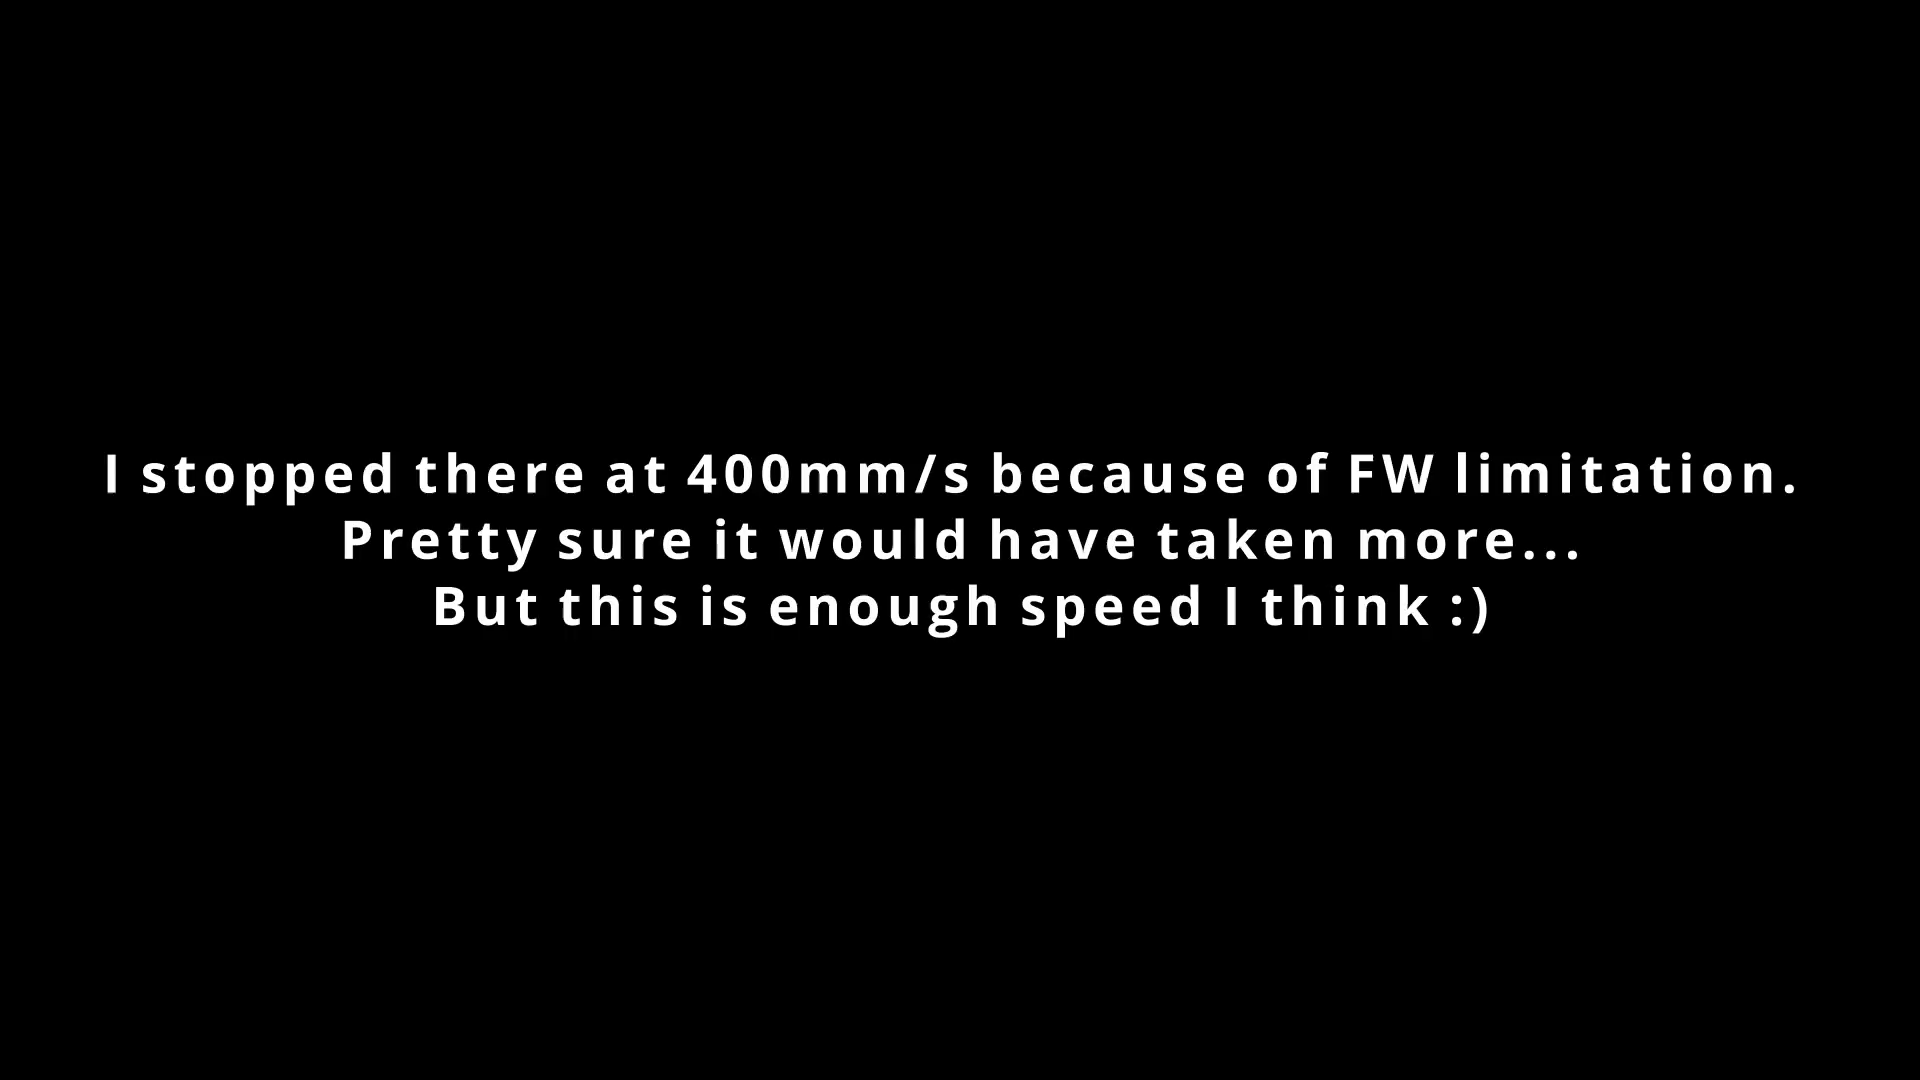 I stopped there at 400mm/s because of FW limitation.
Pretty sure it would have taken more...
But this is enough speed I think :)